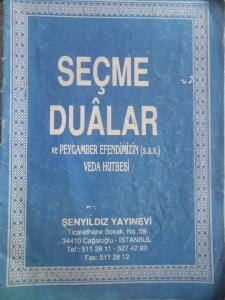 SEÇME
DUÂLAR
ve PEYGAMBER EFENDİMİZİN (s.a.v.)
VEDA HUTBESİ
ŞENYILDIZ YAYINEVİ
Ticarethane Sokak, No. 59
34410 Cağaloğlu - İSTANBUL
Tel : 511 28 11 - 527 42 93
Fax: 511 28 12